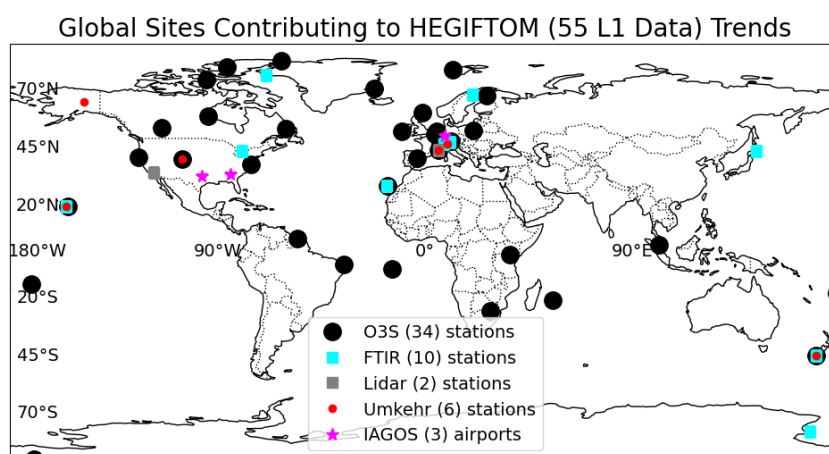 Global Sites Contributing to HEGIFTOM (55 L1 Data) Trends
70°N
45°N
20°N
180°W 90°W 0° 90°E
20°S
45°S
70°S
O3S (34) stations
FTIR (10) stations
Lidar (2) stations
Umkehr (6) stations
IAGOS (3) airports